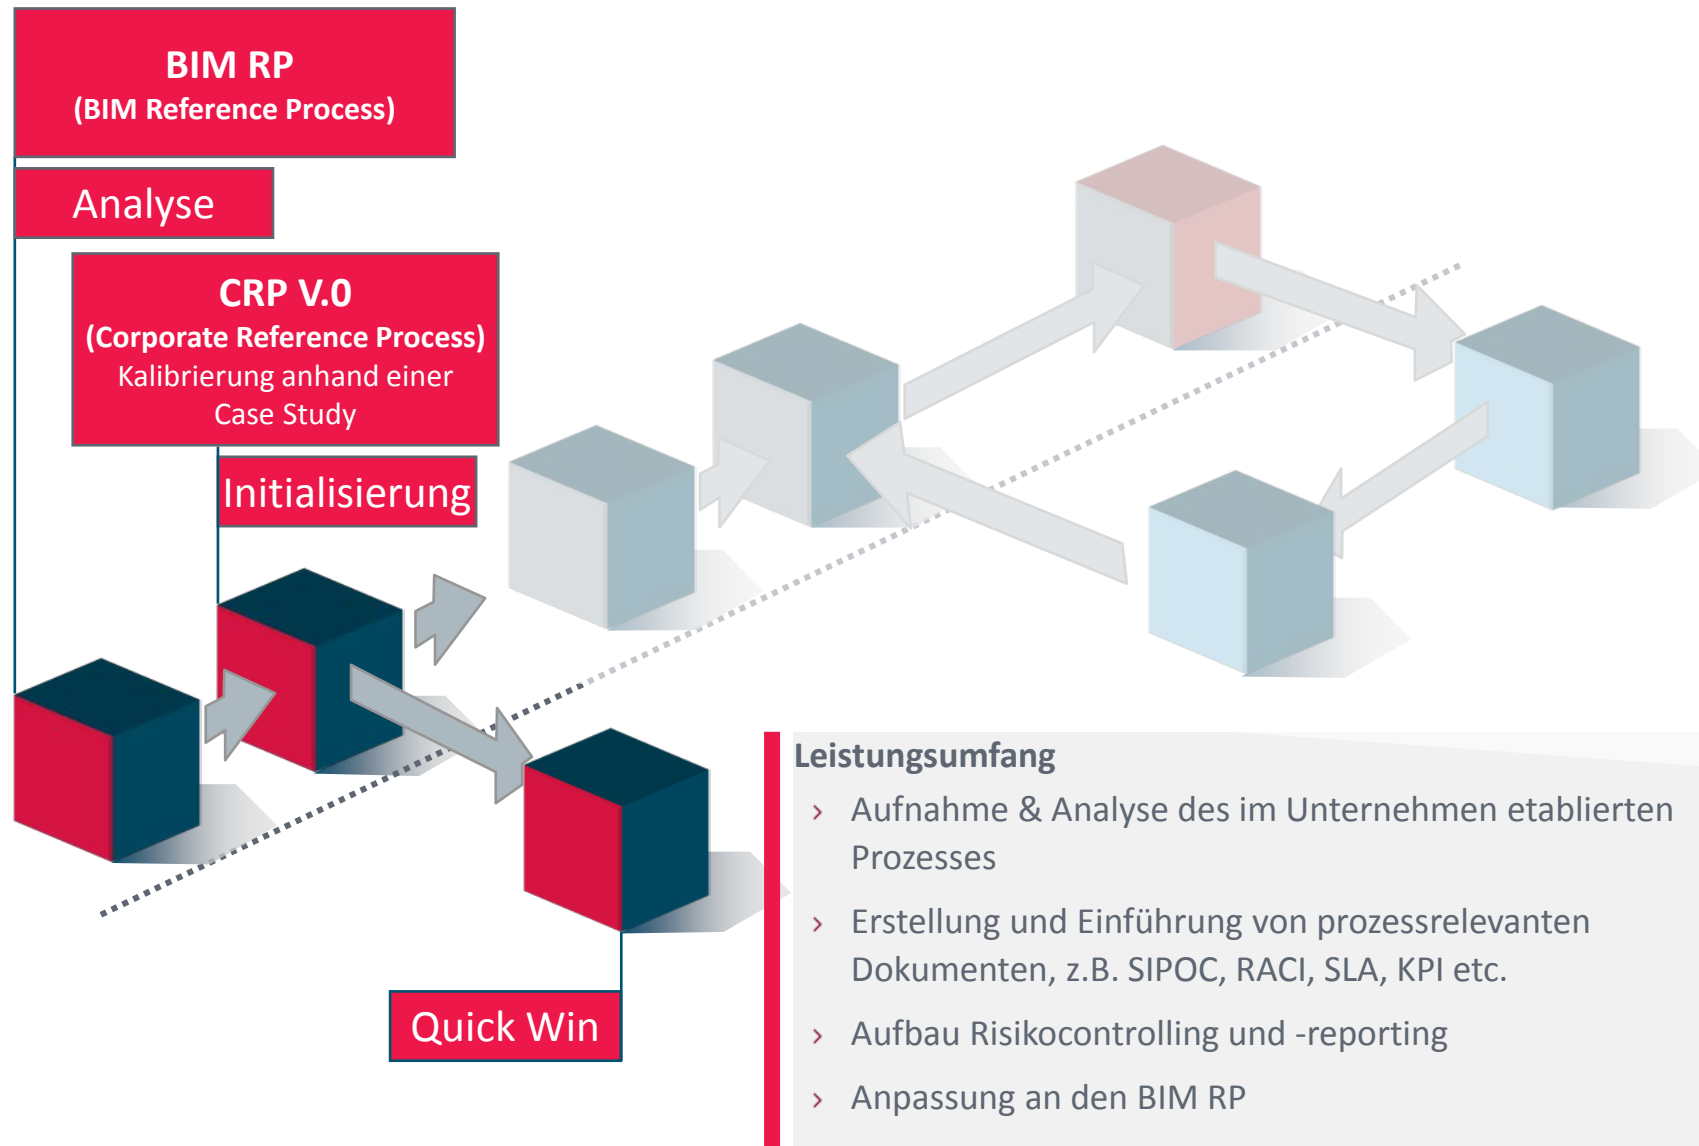 BIM RP
(BIM Reference Process)
Analyse
CRP V.0
(Corporate Reference Process)
Kalibrierung anhand einer
Case Study
Initialisierung
Quick Win
Leistungsumfang
› Aufnahme & Analyse des im Unternehmen etablierten
Prozesses
› Erstellung und Einführung von prozessrelevanten
Dokumenten, z.B. SIPOC, RACI, SLA, KPI etc.
› Aufbau Risikocontrolling und -reporting
› Anpassung an den BIM RP